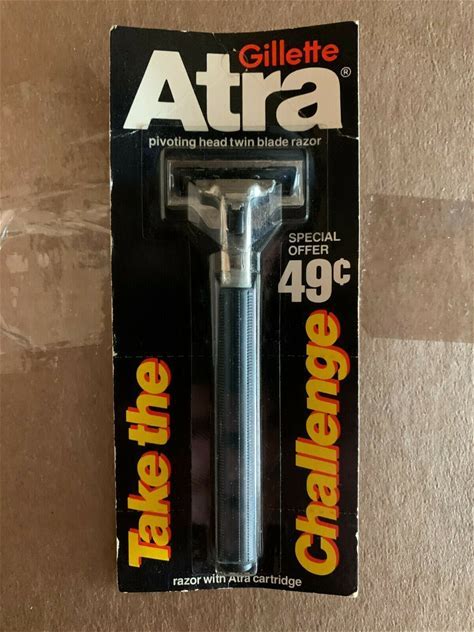 Gillette
Atra®
pivoting head twin blade razor
SPECIAL
OFFER
49¢
Take the
Challenge
razor with Atra cartridge